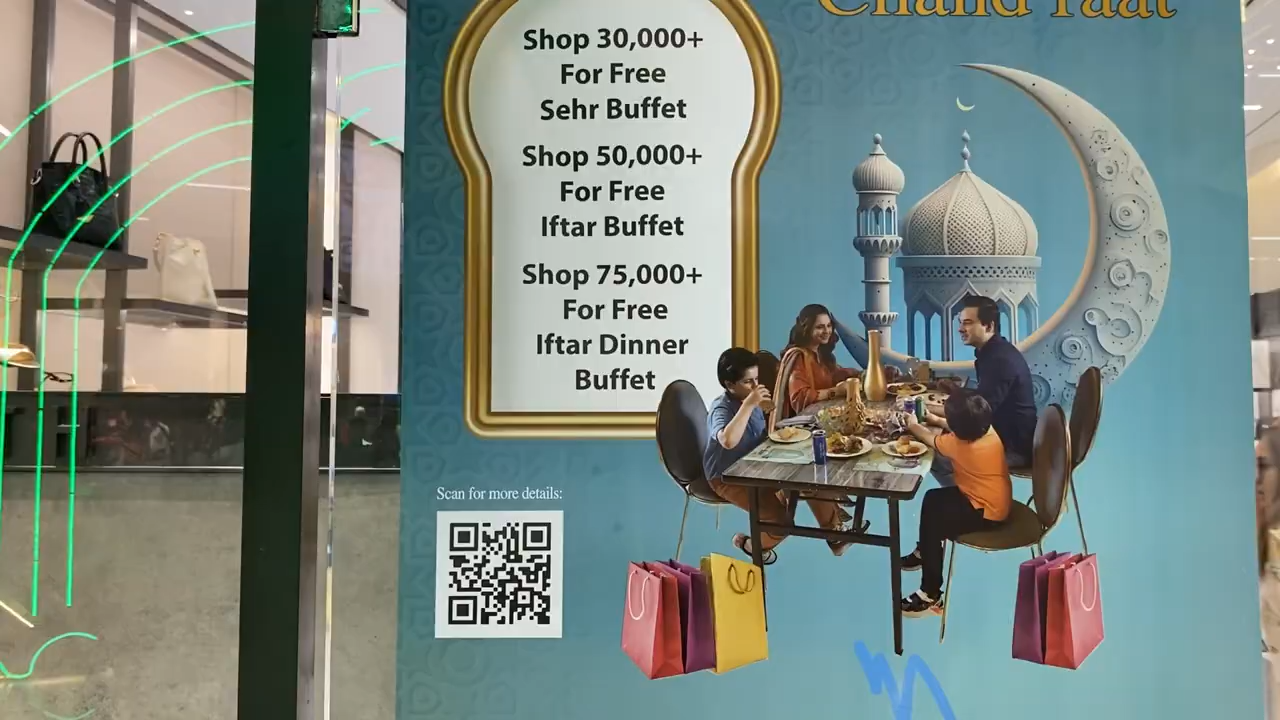 Chand raat
Shop 30,000+
For Free
Sehr Buffet
Shop 50,000+
For Free
Iftar Buffet
Shop 75,000+
For Free
Iftar Dinner
Buffet
Scan for more details: